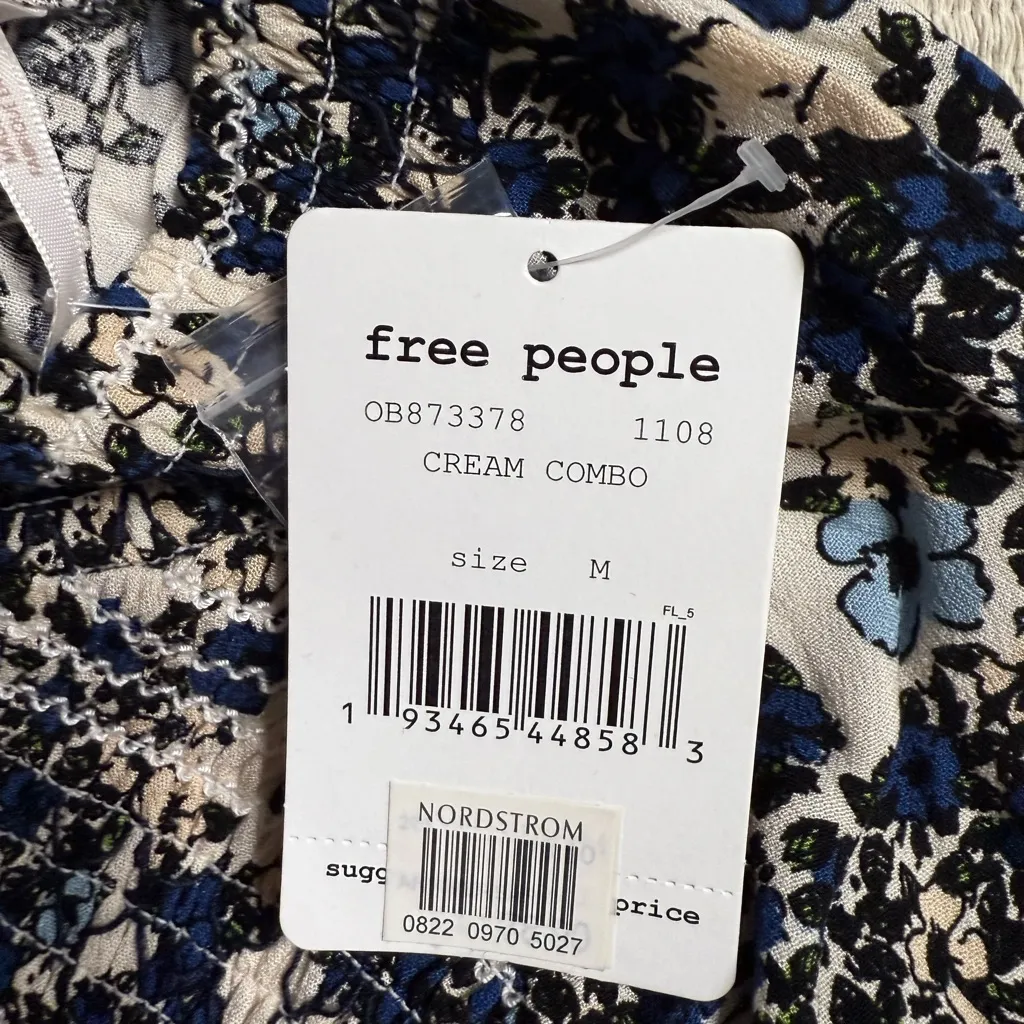 free people
OB873378 1108
CREAM COMBO
size M
FL_5
1 93465 44858 3
NORDSTROM
price
0822 0970 5027